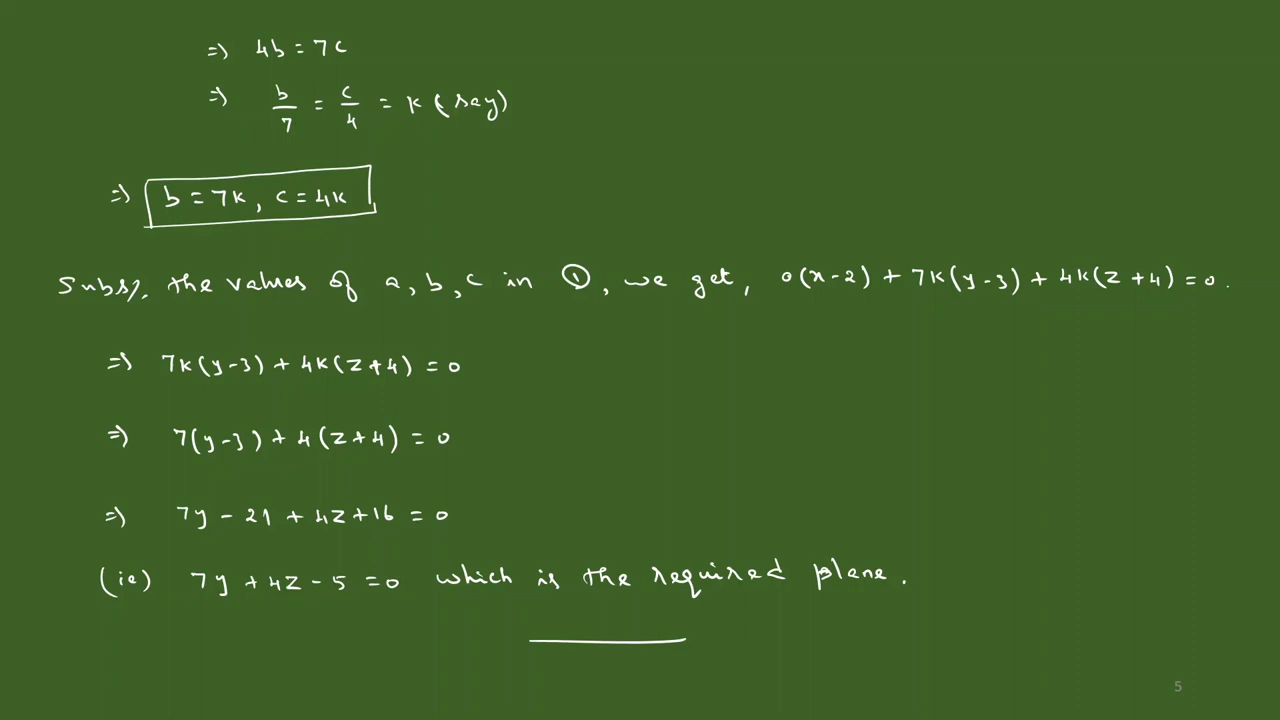 => 4b = 7c
=> b/7 = c/4 = k (say)
=> b = 7k, c = 4k
Subs/. the values of a, b, c in ①, we get, 0(x-2) + 7k(y-3) + 4k(z+4) = 0.
=> 7k(y-3) + 4k(z+4) = 0
=> 7(y-3) + 4(z+4) = 0
=> 7y - 21 + 4z + 16 = 0
(ie) 7y + 4z - 5 = 0 which is the required plane.
5